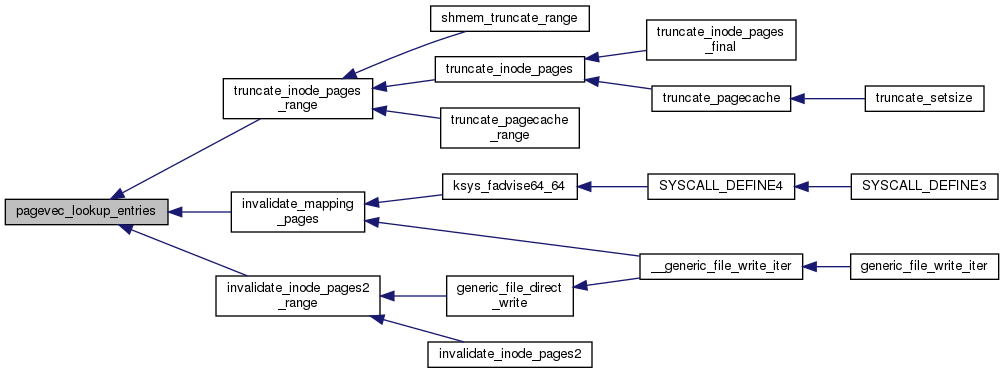 shmem_truncate_range
truncate_inode_pages
_final
truncate_inode_pages
truncate_inode_pages
_range
truncate_pagecache
truncate_setsize
truncate_pagecache
_range
ksys_fadvise64_64
SYSCALL_DEFINE4
SYSCALL_DEFINE3
pagevec_lookup_entries
invalidate_mapping
_pages
__generic_file_write_iter
generic_file_write_iter
invalidate_inode_pages2
_range
generic_file_direct
_write
invalidate_inode_pages2